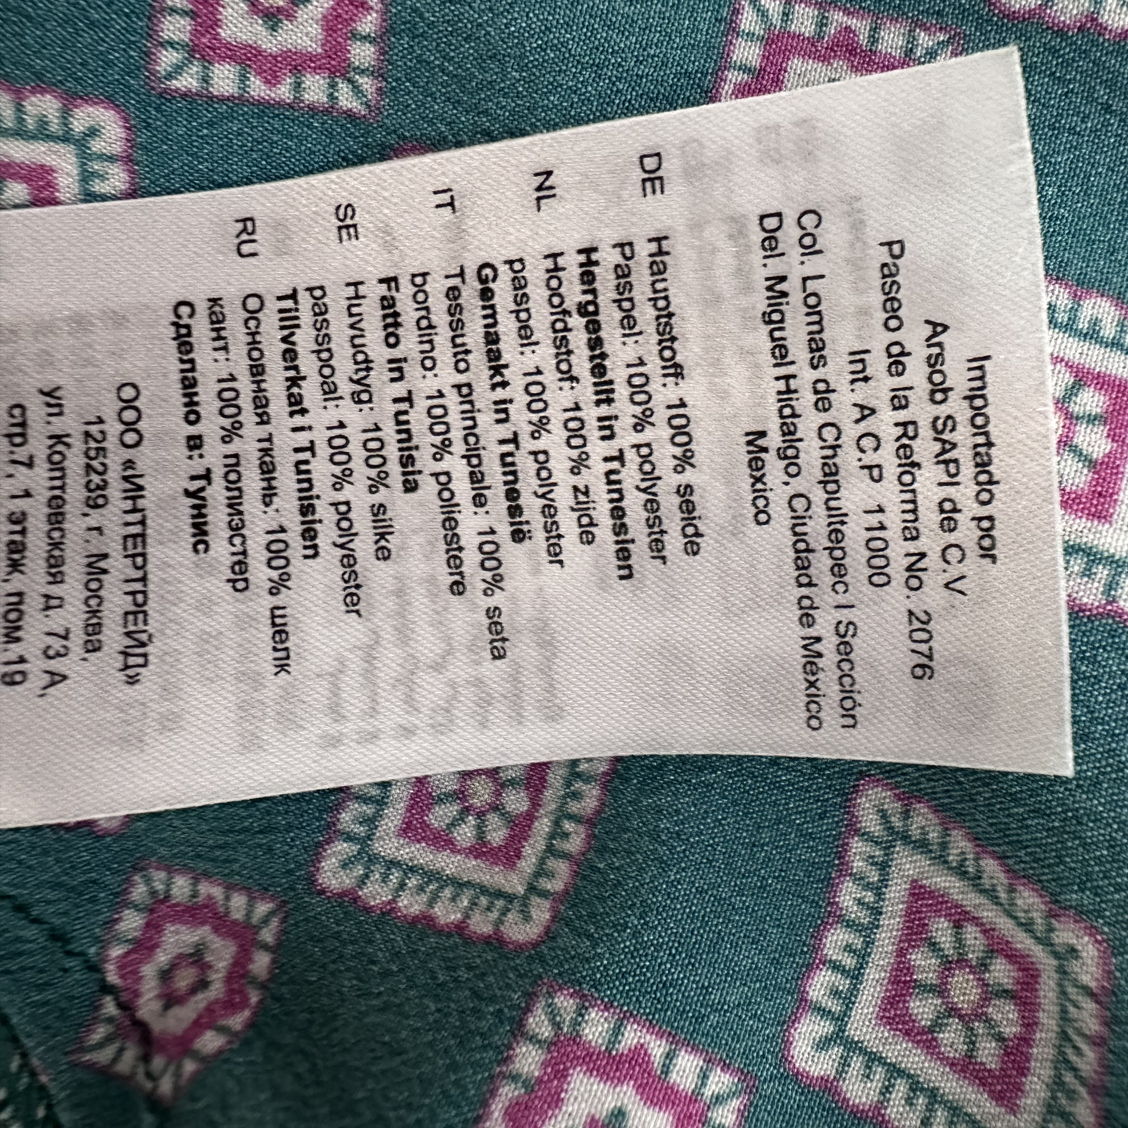 Importado por
Arsob SAPI de C.V
Paseo de la Reforma No. 2076
Int. A C.P 11000
Col. Lomas de Chapultepec I Sección
Del. Miguel Hidalgo, Ciudad de México
Mexico
DE Hauptstoff: 100% seide
Paspel: 100% polyester
Hergestellt in Tunesien
NL Hoofdstof: 100% zijde
paspel: 100% polyester
Gemaakt in Tunesië
IT Tessuto principale: 100% seta
bordino: 100% poliestere
Fatto in Tunisia
SE Huvudtyg: 100% silke
passpoal: 100% polyester
Tillverkat i Tunisien
RU Основная ткань: 100% шелк
кант: 100% полиэстер
Сделано в: Тунис
ООО «ИНТЕРТРЕЙД»
125239, г. Москва,
ул. Коптевская д. 73 А,
стр.7, 1 этаж, пом.19